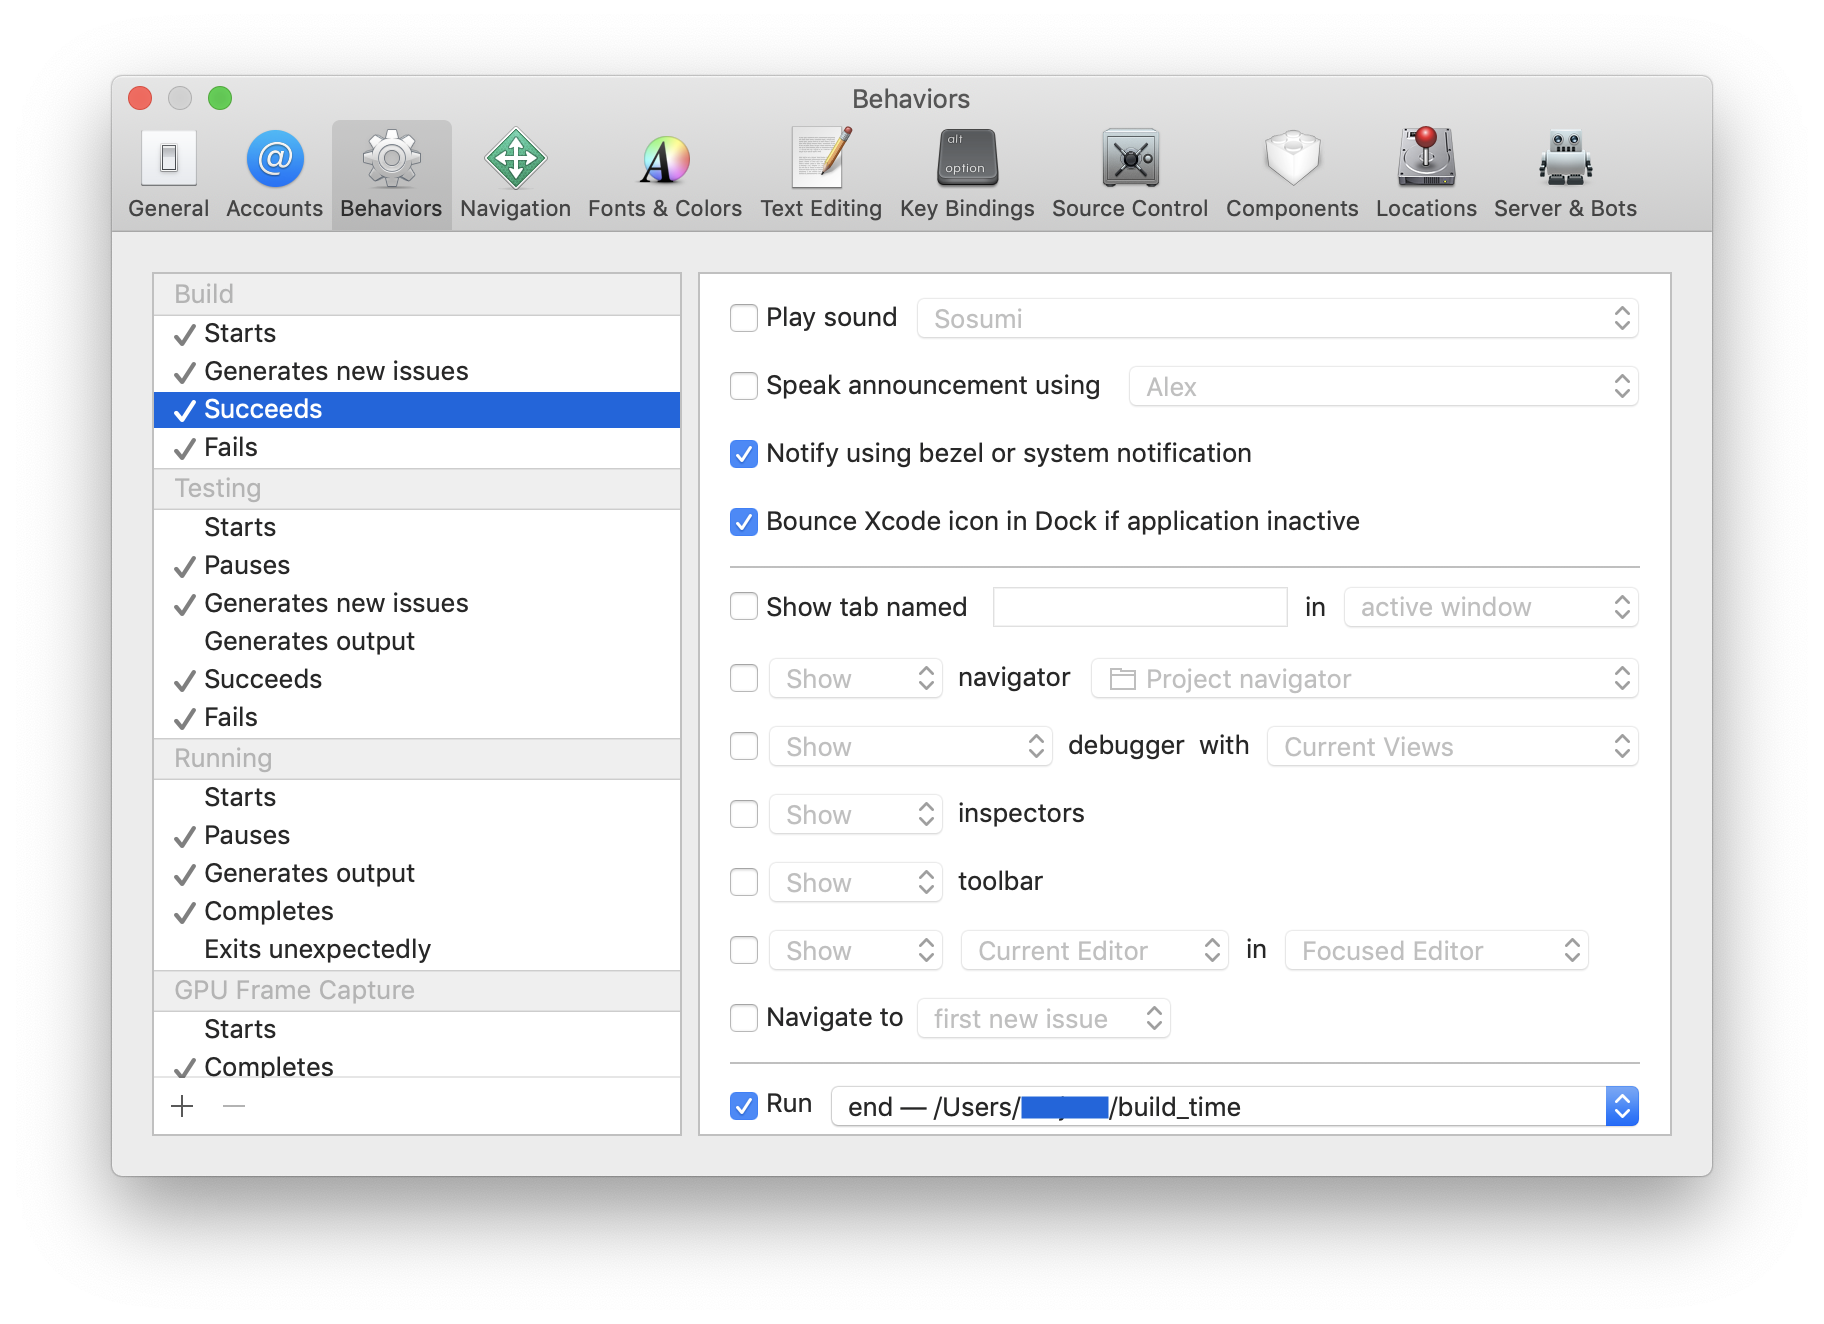 Behaviors
alt
option
@
A
General Accounts Behaviors Navigation Fonts & Colors Text Editing Key Bindings Source Control Components Locations Server & Bots
Build
Starts
Generates new issues
Succeeds
Fails
Testing
Starts
Pauses
Generates new issues
Generates output
Succeeds
Fails
Running
Starts
Pauses
Generates output
Completes
Exits unexpectedly
GPU Frame Capture
Starts
Completes
Play sound Sosumi
Speak announcement using Alex
Notify using bezel or system notification
Bounce Xcode icon in Dock if application inactive
Show tab named in active window
Show navigator Project navigator
Show debugger with Current Views
Show inspectors
Show toolbar
Show Current Editor in Focused Editor
Navigate to first new issue
Run end — /Users/ /build_time